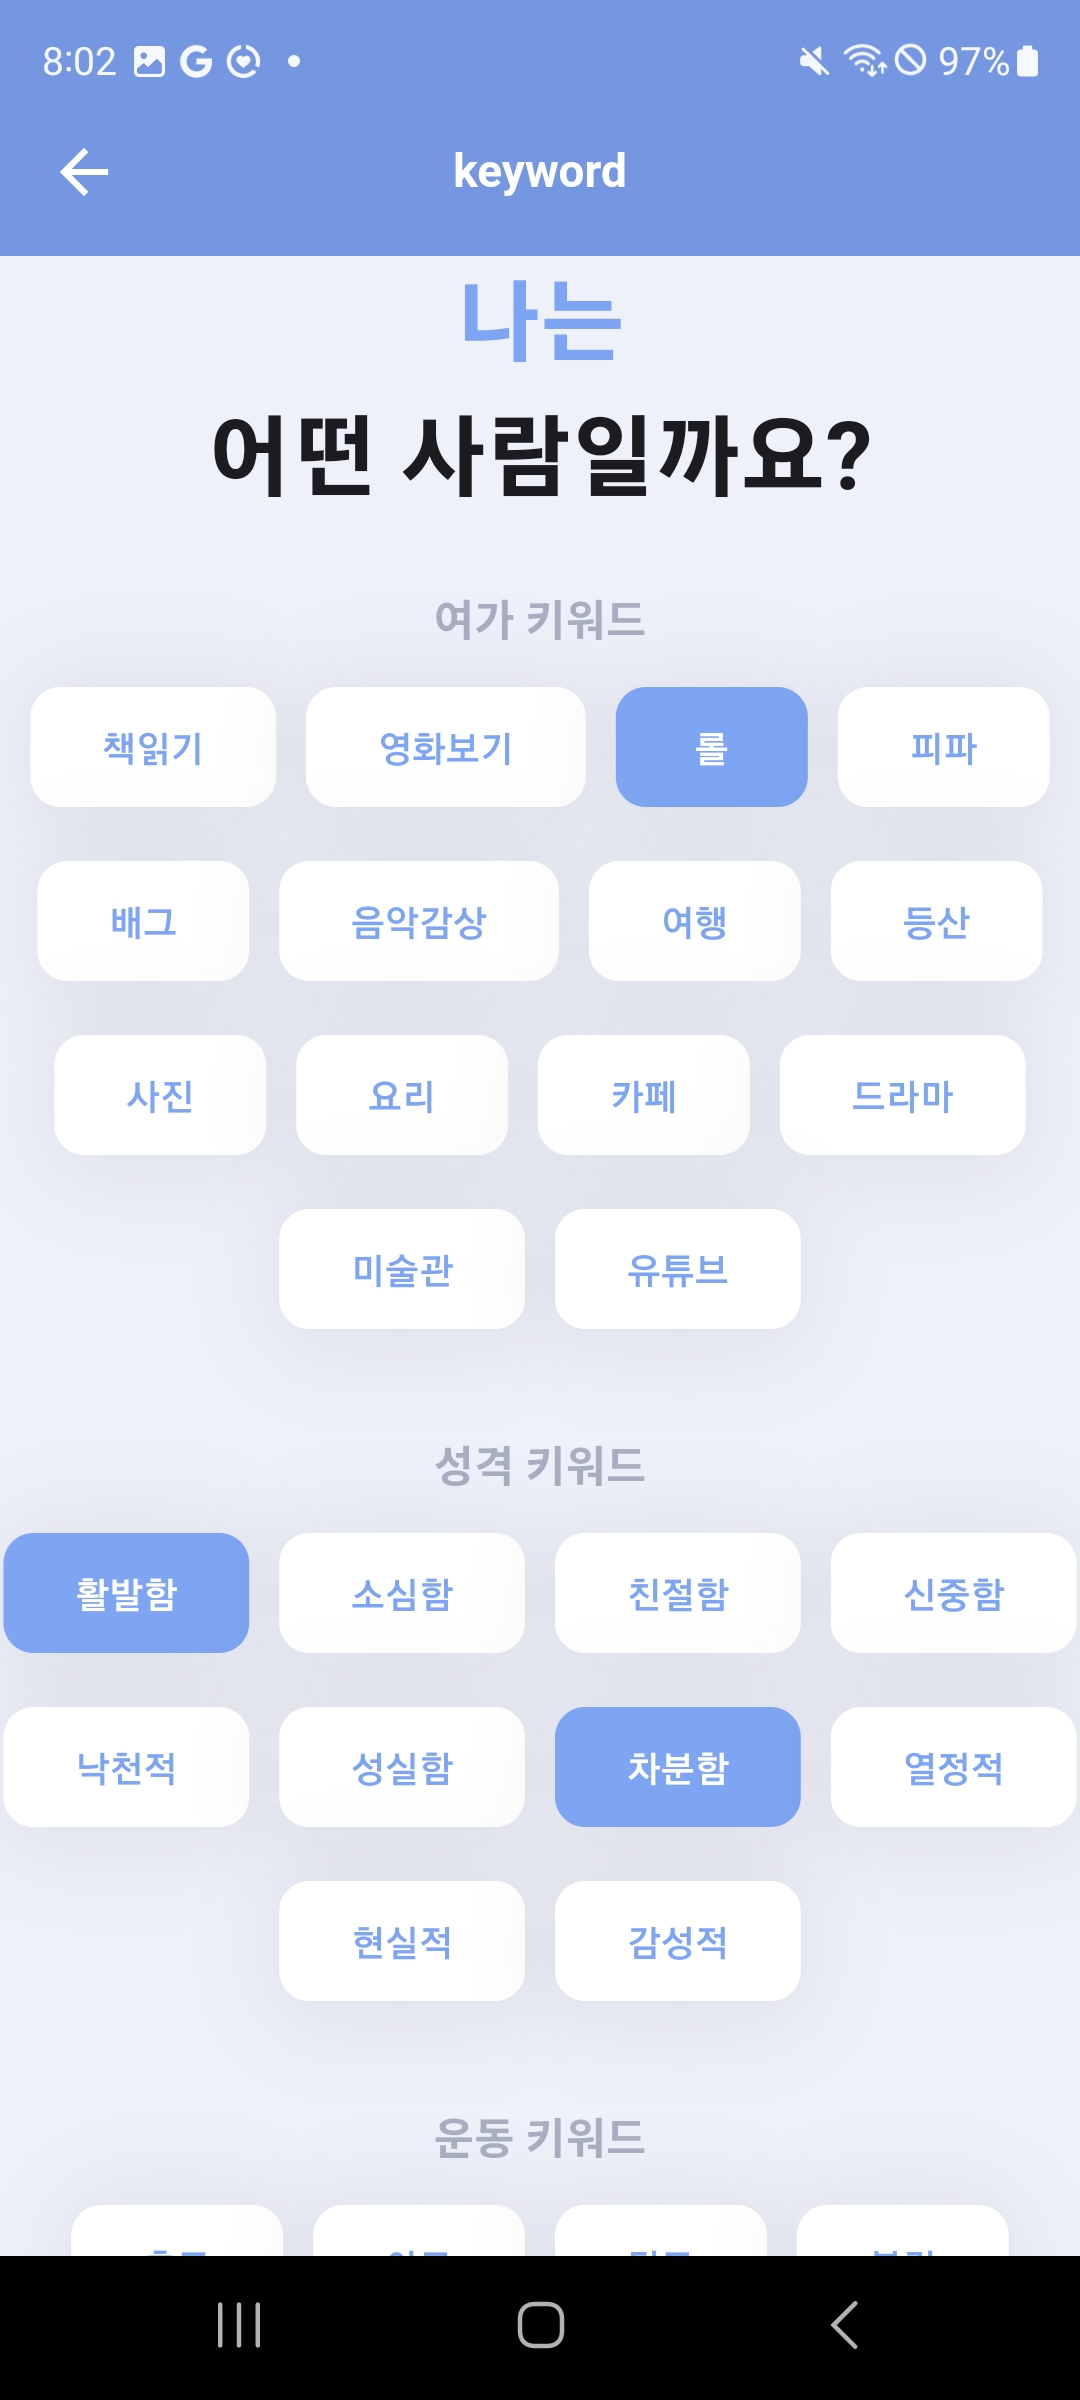 8:02 97%
keyword
나는
어떤 사람일까요?
여가 키워드
책읽기 영화보기 롤 피파
배그 음악감상 여행 등산
사진 요리 카페 드라마
미술관 유튜브
성격 키워드
활발함 소심함 친절함 신중함
낙천적 성실함 차분함 열정적
현실적 감성적
운동 키워드